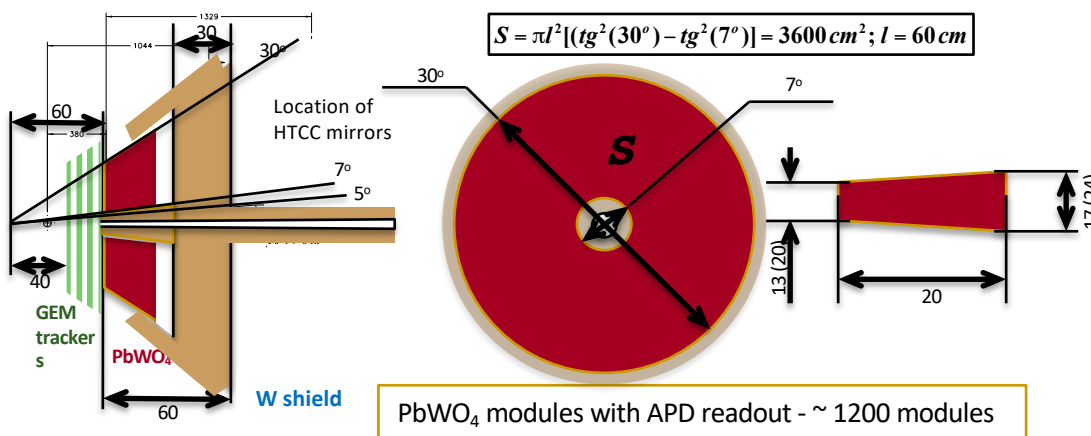 1329
30
1044
30°
S = πl²[(tg²(30°) – tg²(7°)] = 3600 cm²; l = 60 cm
60
380
Location of
HTCC mirrors
7°
5°
40
GEM
tracker
s
PbWO₄
60
W shield
30°
7°
S
13 (20)
17 (20)
20
PbWO₄ modules with APD readout - ~ 1200 modules